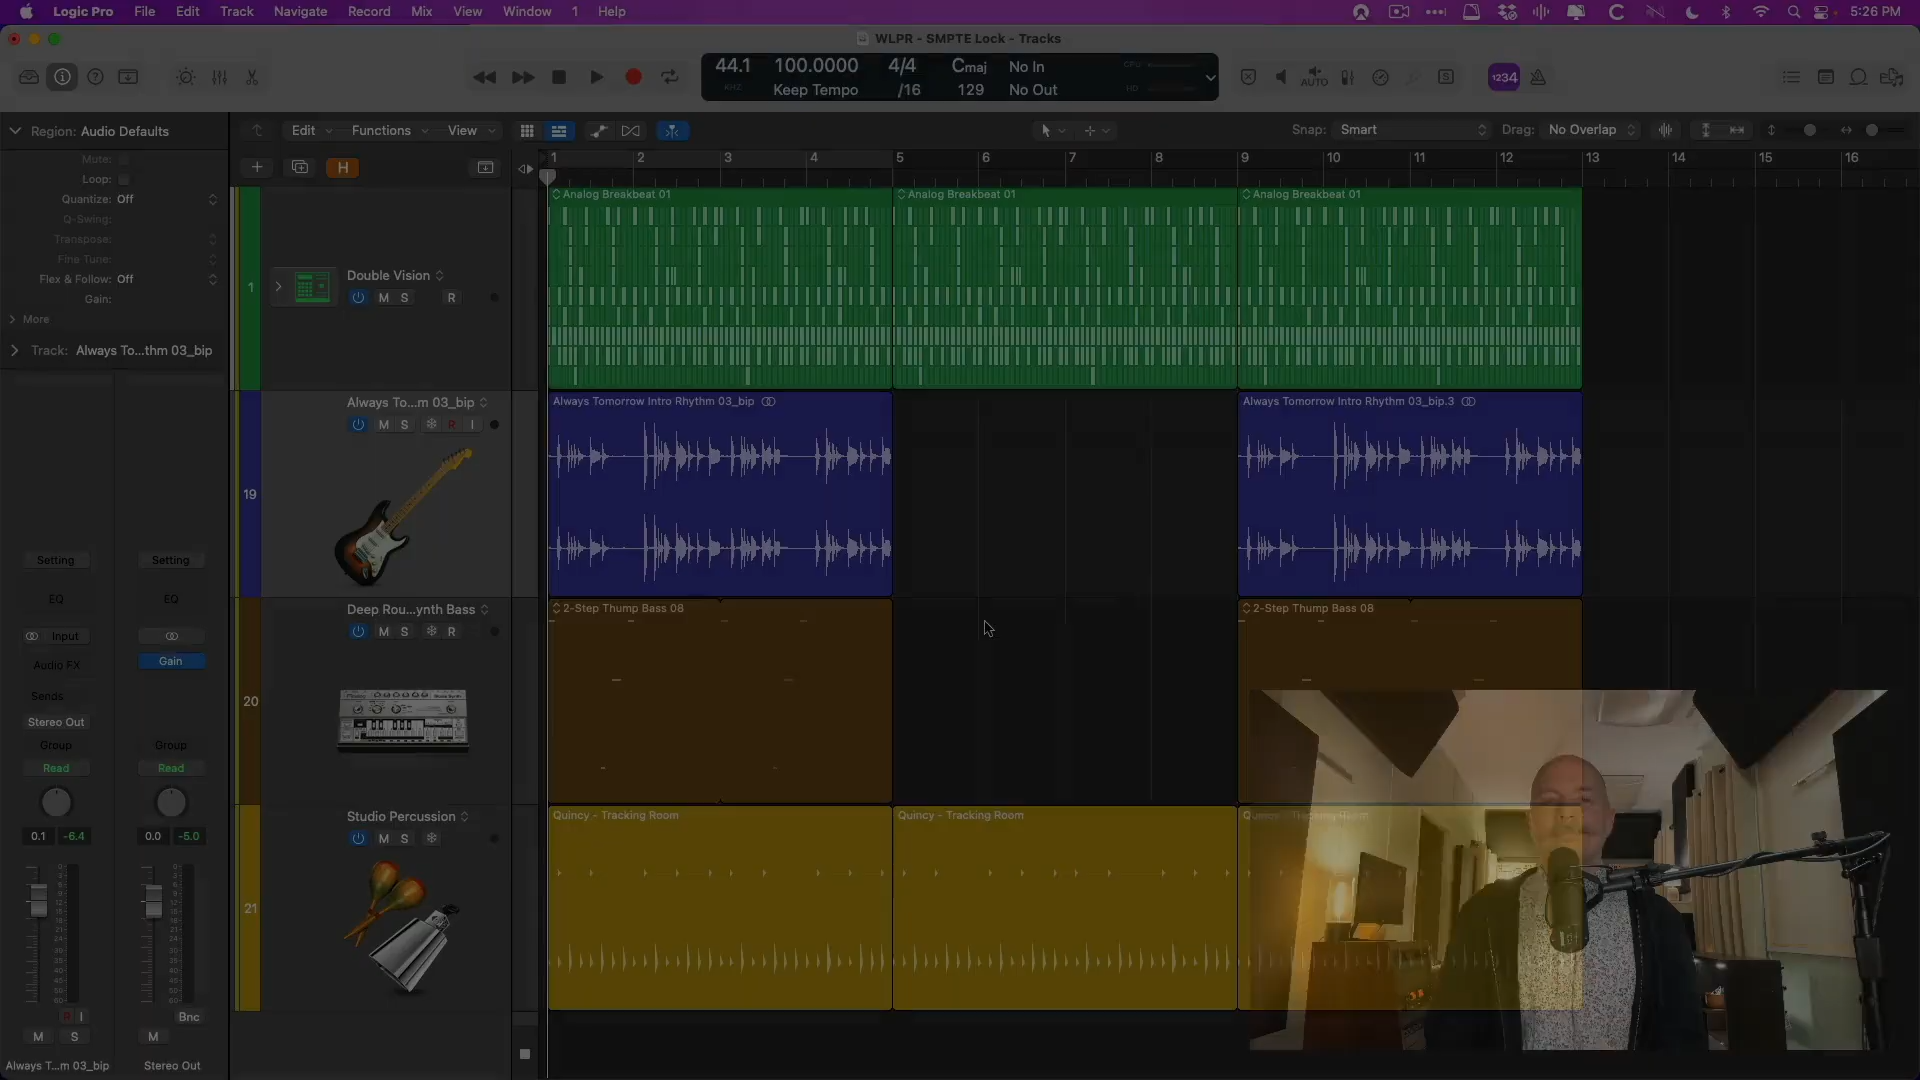 Logic Pro File Edit Track Navigate Record Mix View Window 1 Help 5:26 PM
WLPR - SMPTE Lock - Tracks
44.1 100.0000 4/4 Cmaj No In CPU
KHZ Keep Tempo /16 129 No Out HD
AUTO S 1234
Region: Audio Defaults
Edit Functions View Snap: Smart Drag: No Overlap
Mute:
Loop:
Quantize: Off
Q-Swing:
Transpose:
Fine Tune:
Flex & Follow: Off
Gain:
More
Track: Always To...thm 03_bip
H
1 2 3 4 5 6 7 8 9 10 11 12 13 14 15 16
Analog Breakbeat 01 Analog Breakbeat 01 Analog Breakbeat 01
1 Double Vision
M S R
Always To...m 03_bip
M S R I
Always Tomorrow Intro Rhythm 03_bip Always Tomorrow Intro Rhythm 03_bip.3
19
Deep Rou...ynth Bass
M S R
2-Step Thump Bass 08 2-Step Thump Bass 08
20
Studio Percussion
M S
Quincy - Tracking Room Quincy - Tracking Room Quincy - Tracking Room
21
Setting Setting
EQ EQ
Input
Gain
Audio FX
Sends
Stereo Out
Group Group
Read Read
0.1 -6.4 0.0 -5.0
R I Bnc
M S M
Always T...m 03_bip Stereo Out